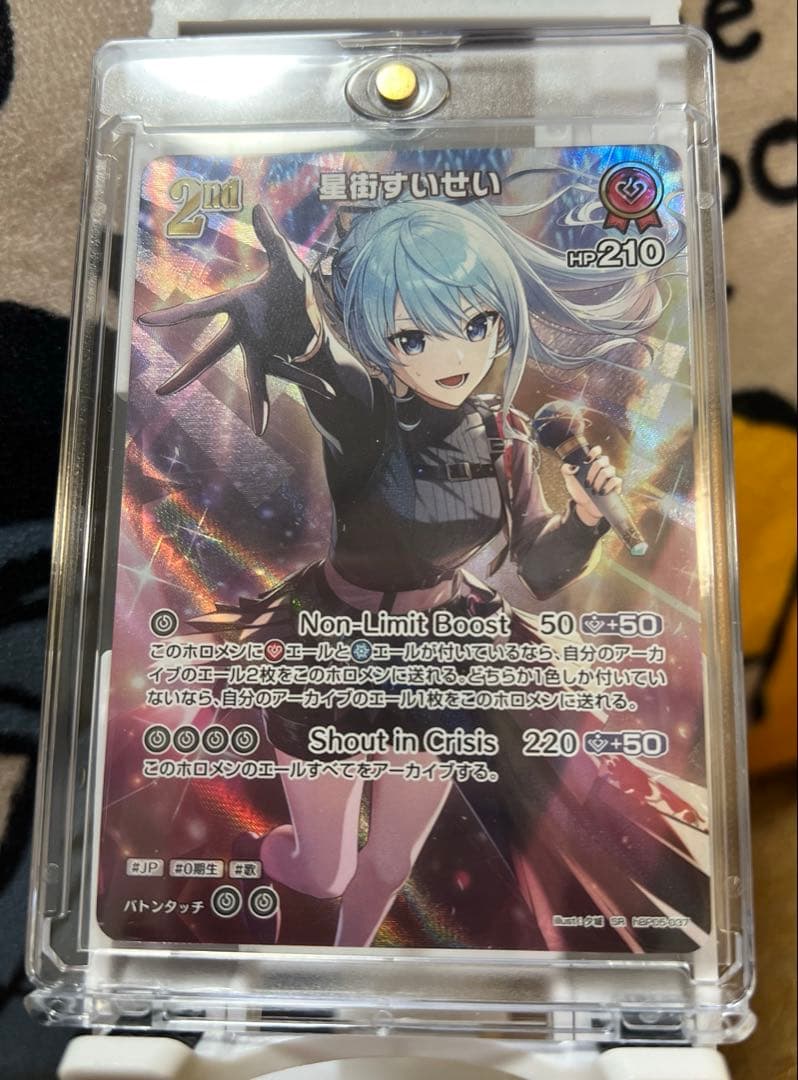 2nd 星街すいせい
HP210
Non-Limit Boost 50 +50
このホロメンにエールとエールが付いているなら、自分のアーカ
イブのエール2枚をこのホロメンに送れる。どちらか1色しか付いてい
ないなら、自分のアーカイブのエール1枚をこのホロメンに送れる。
Shout in Crisis 220 +50
このホロメンのエールすべてをアーカイブする。
#JP #0期生 #歌
バトンタッチ
illust:夕城 SR hBP05-037
e